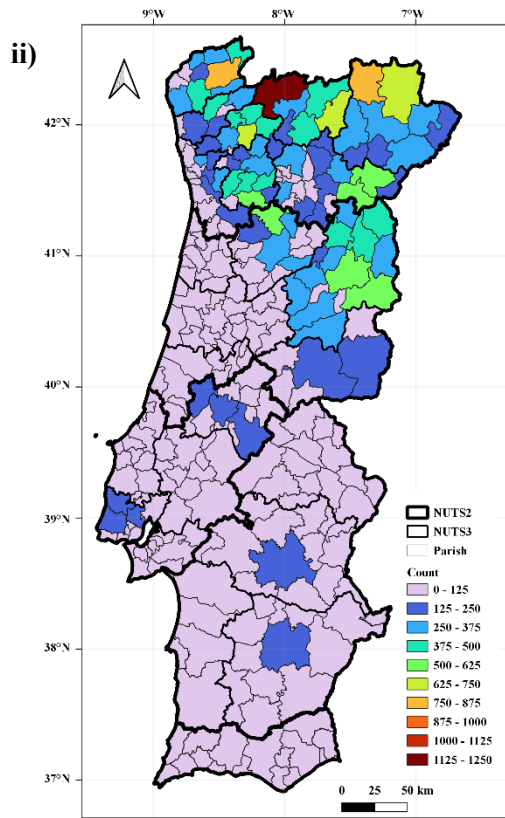 ii)
9°W 8°W 7°W
42°N
41°N
40°N
39°N
38°N
37°N
NUTS2
NUTS3
Parish
Count
0 - 125
125 - 250
250 - 375
375 - 500
500 - 625
625 - 750
750 - 875
875 - 1000
1000 - 1125
1125 - 1250
0 25 50 km